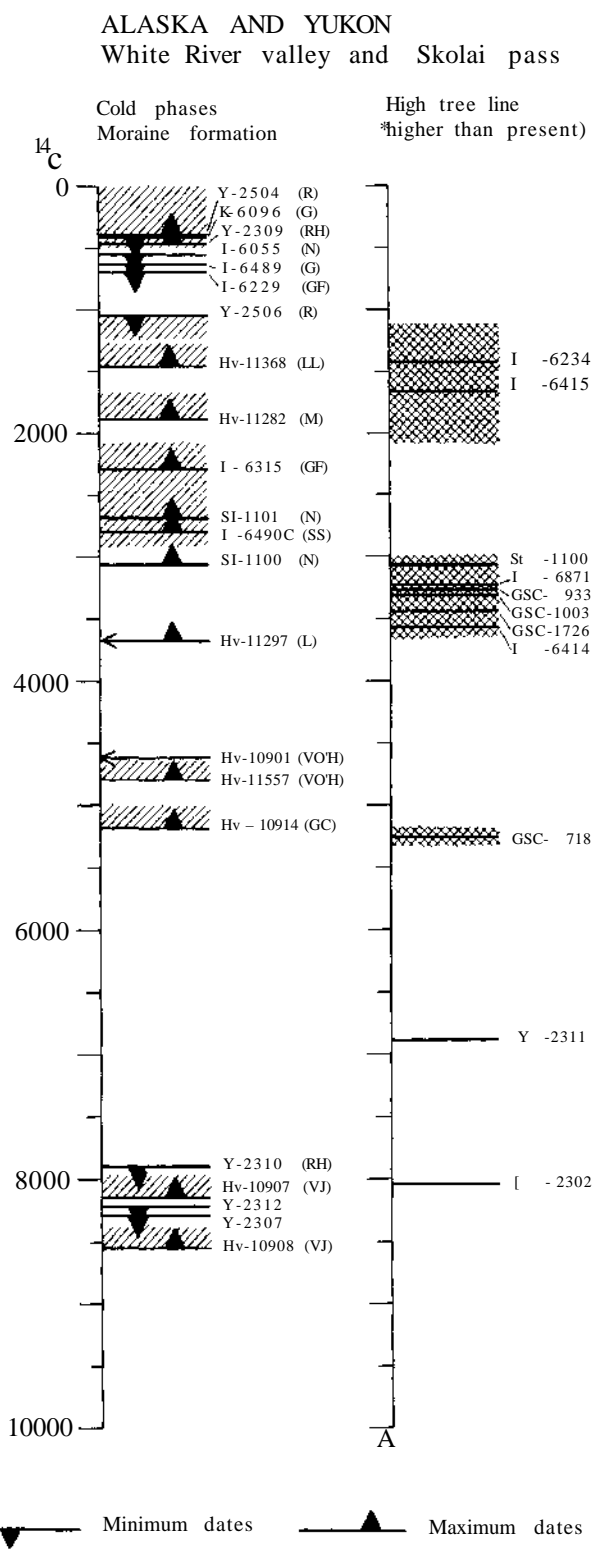 ALASKA AND YUKON
White River valley and Skolai pass
Cold phases
Moraine formation
High tree line
*higher than present)
14
C
0
Y-2504 (R)
K-6096 (G)
Y-2309 (RH)
I-6055 (N)
I-6489 (G)
I-6229 (GF)
Y-2506 (R)
Hv-11368 (LL)
Hv-11282 (M)
2000
I - 6315 (GF)
SI-1101 (N)
I -6490C (SS)
SI-1100 (N)
Hv-11297 (L)
4000
Hv-10901 (VO'H)
Hv-11557 (VO'H)
Hv – 10914 (GC)
6000
Y-2310 (RH)
8000
Hv-10907 (VJ)
Y-2312
Y-2307
Hv-10908 (VJ)
10000
I -6234
I -6415
St -1100
I - 6871
GSC- 933
GSC-1003
GSC-1726
I -6414
GSC- 718
Y -2311
[ -2302
A
Minimum dates
Maximum dates